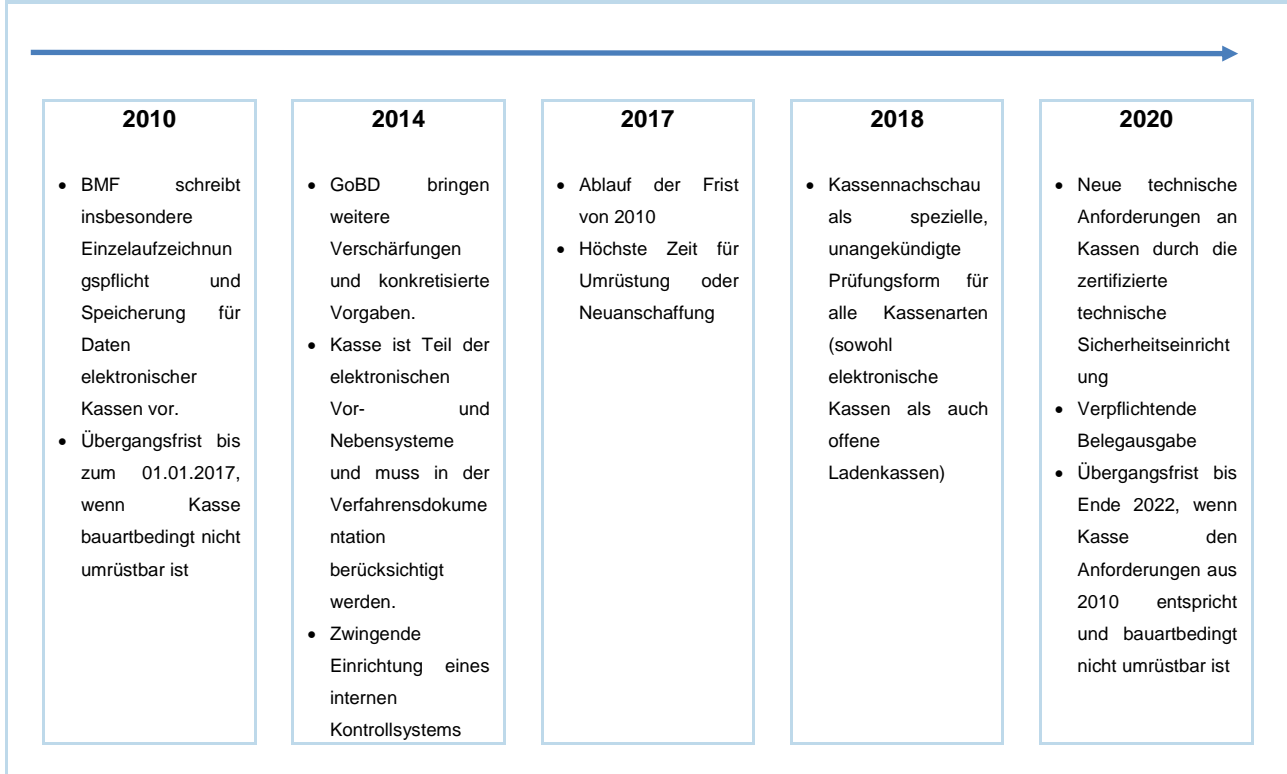 2010
• BMF schreibt
insbesondere
Einzelaufzeichnun
gspflicht und
Speicherung für
Daten
elektronischer
Kassen vor.
• Übergangsfrist bis
zum 01.01.2017,
wenn Kasse
bauartbedingt nicht
umrüstbar ist
2014
• GoBD bringen
weitere
Verschärfungen
und konkretisierte
Vorgaben.
• Kasse ist Teil der
elektronischen
Vor- und
Nebensysteme
und muss in der
Verfahrensdokume
ntation
berücksichtigt
werden.
• Zwingende
Einrichtung eines
internen
Kontrollsystems
2017
• Ablauf der Frist
von 2010
• Höchste Zeit für
Umrüstung oder
Neuanschaffung
2018
• Kassennachschau
als spezielle,
unangekündigte
Prüfungsform für
alle Kassenarten
(sowohl
elektronische
Kassen als auch
offene
Ladenkassen)
2020
• Neue technische
Anforderungen an
Kassen durch die
zertifizierte
technische
Sicherheitseinricht
ung
• Verpflichtende
Belegausgabe
• Übergangsfrist bis
Ende 2022, wenn
Kasse den
Anforderungen aus
2010 entspricht
und bauartbedingt
nicht umrüstbar ist